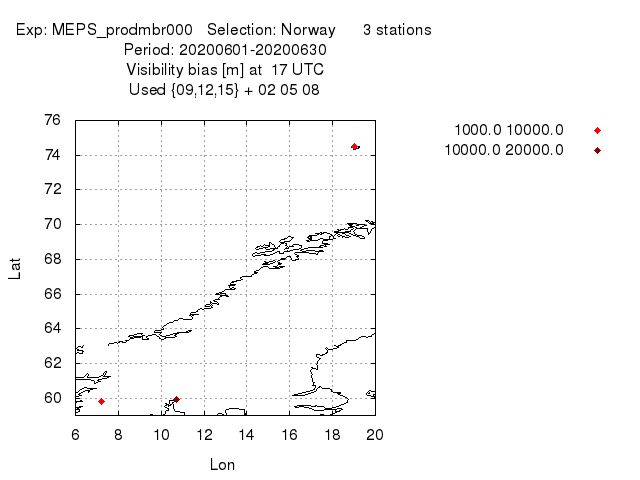 Exp: MEPS_prodmbr000 Selection: Norway 3 stations
Period: 20200601-20200630
Visibility bias [m] at 17 UTC
Used {09,12,15} + 02 05 08
1000.0 10000.0
10000.0 20000.0
76
74
72
70
68
66
64
62
60
Lat
6 8 10 12 14 16 18 20
Lon